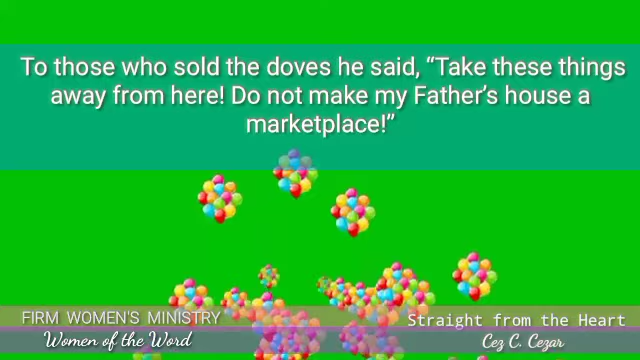 To those who sold the doves he said, “Take these things
away from here! Do not make my Father’s house a
marketplace!”
FIRM WOMEN'S MINISTRY
Women of the Word
Straight from the Heart
Cez C. Cezar